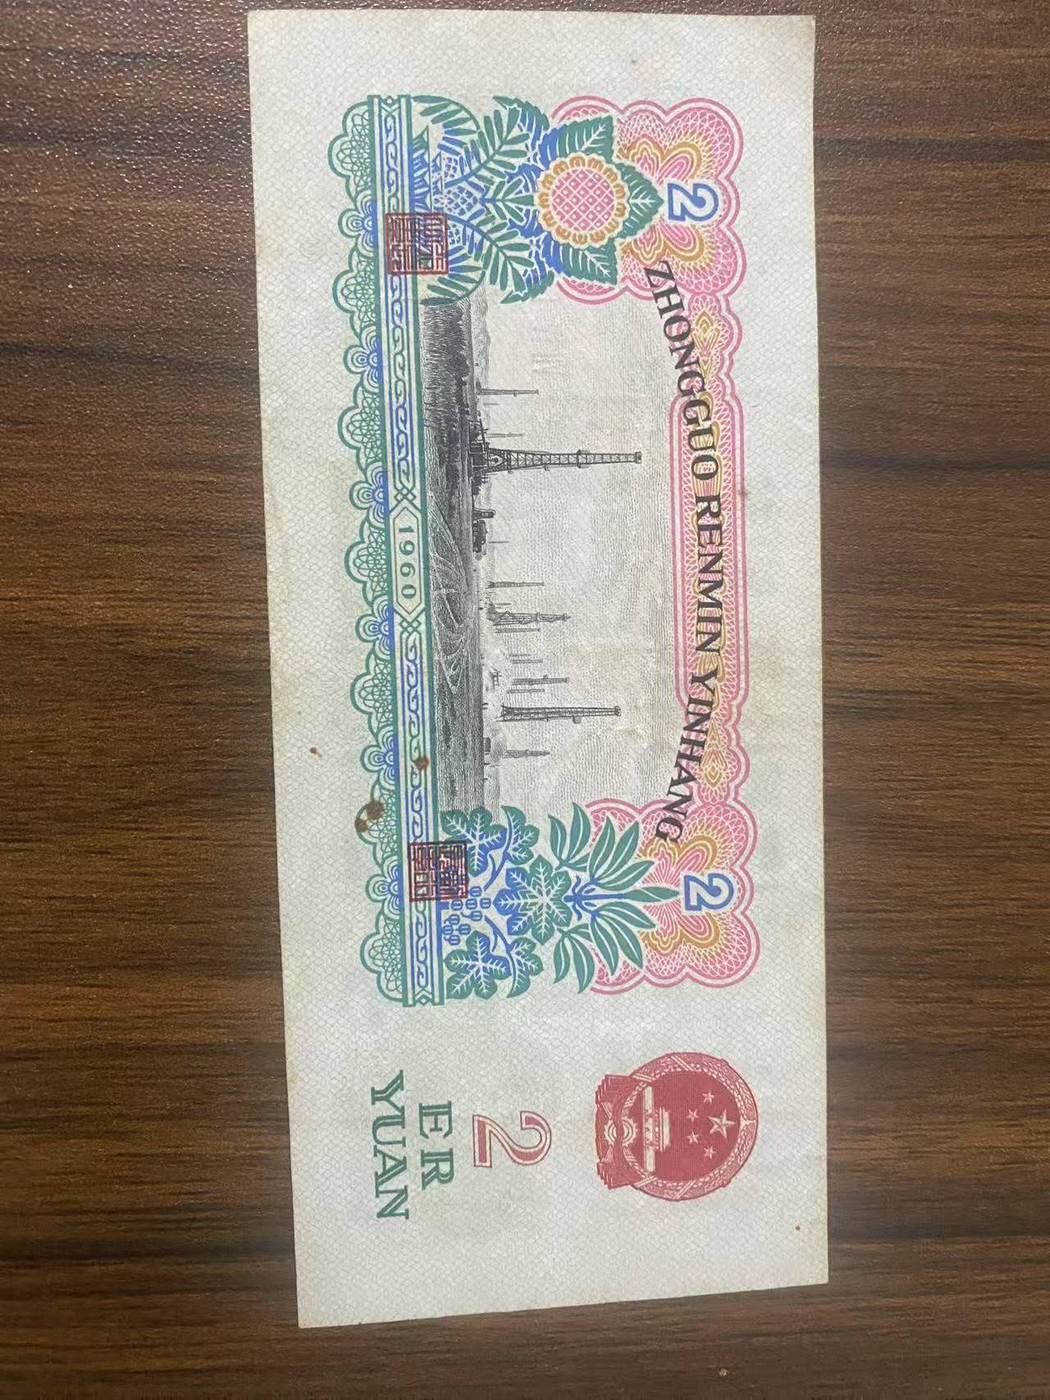 2
ZHONGGUO RENMIN YINHANG
2
1960
2
ER
YUAN